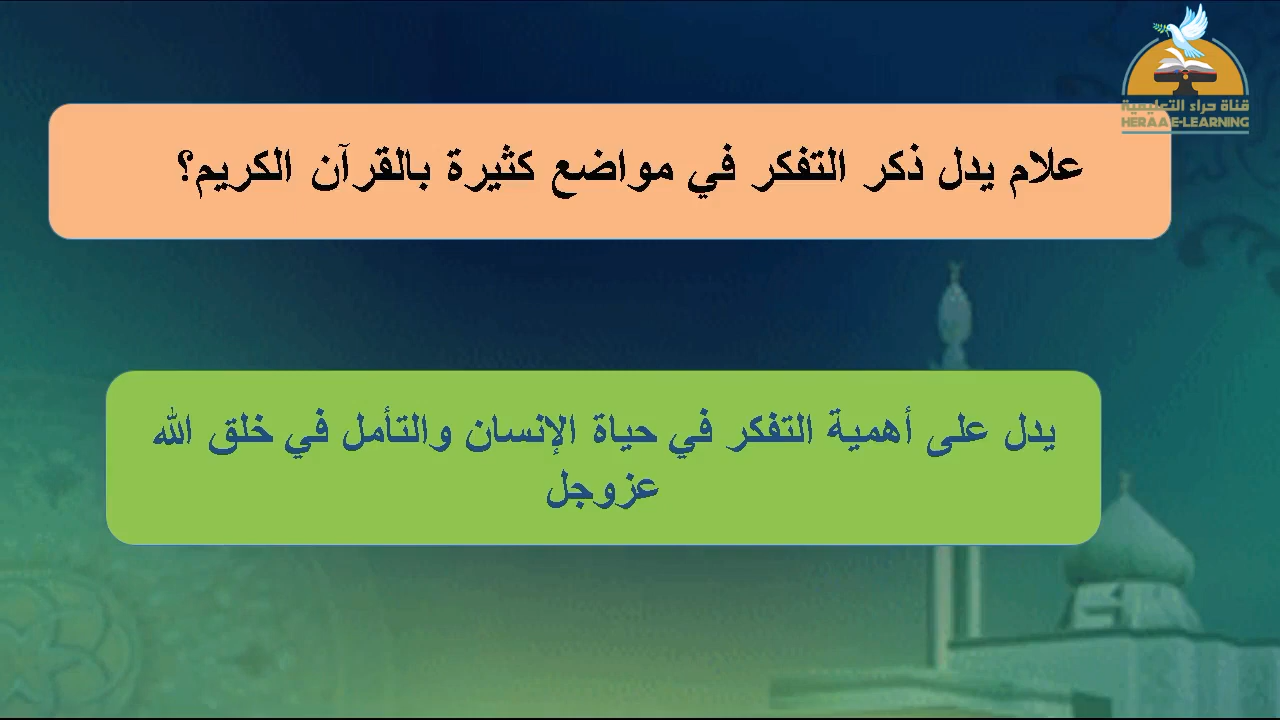 قناة حراء التعليمية
HERAA E-LEARNING
علام يدل ذكر التفكر في مواضع كثيرة بالقرآن الكريم؟
يدل على أهمية التفكر في حياة الإنسان والتأمل في خلق الله
عزوجل